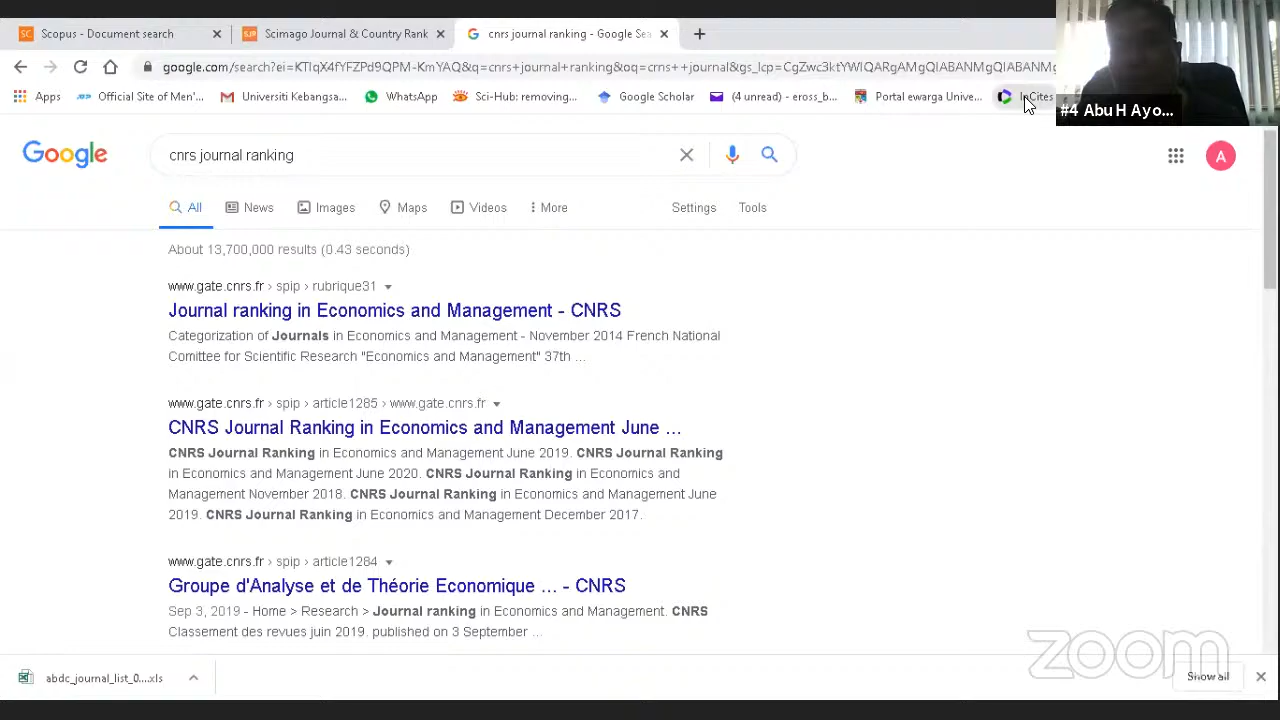 Scopus - Document search
Scimago Journal & Country Rank
cnrs journal ranking - Google Sea
google.com/search?ei=KTIqX4fYFZPd9QPM-KmYAQ&q=cnrs+journal+ranking&oq=crns++journal&gs_lcp=CgZwc3ktYWIQARgAMgQIABANMgQIABANM
Apps
Official Site of Men'...
Universiti Kebangsa...
WhatsApp
Sci-Hub: removing...
Google Scholar
(4 unread) - eross_b...
Portal ewarga Unive...
InCites
#4 Abu H Ayo...
Google
cnrs journal ranking
A
All
News
Images
Maps
Videos
More
Settings
Tools
About 13,700,000 results (0.43 seconds)
www.gate.cnrs.fr › spip › rubrique31
Journal ranking in Economics and Management - CNRS
Categorization of Journals in Economics and Management - November 2014 French National
Comittee for Scientific Research "Economics and Management" 37th ...
www.gate.cnrs.fr › spip › article1285 › www.gate.cnrs.fr
CNRS Journal Ranking in Economics and Management June ...
CNRS Journal Ranking in Economics and Management June 2019. CNRS Journal Ranking
in Economics and Management June 2020. CNRS Journal Ranking in Economics and
Management November 2018. CNRS Journal Ranking in Economics and Management June
2019. CNRS Journal Ranking in Economics and Management December 2017.
www.gate.cnrs.fr › spip › article1284
Groupe d'Analyse et de Théorie Economique ... - CNRS
Sep 3, 2019 - Home > Research > Journal ranking in Economics and Management. CNRS
Classement des revues juin 2019. published on 3 September ...
zoom
abdc_journal_list_0....xls
Show all